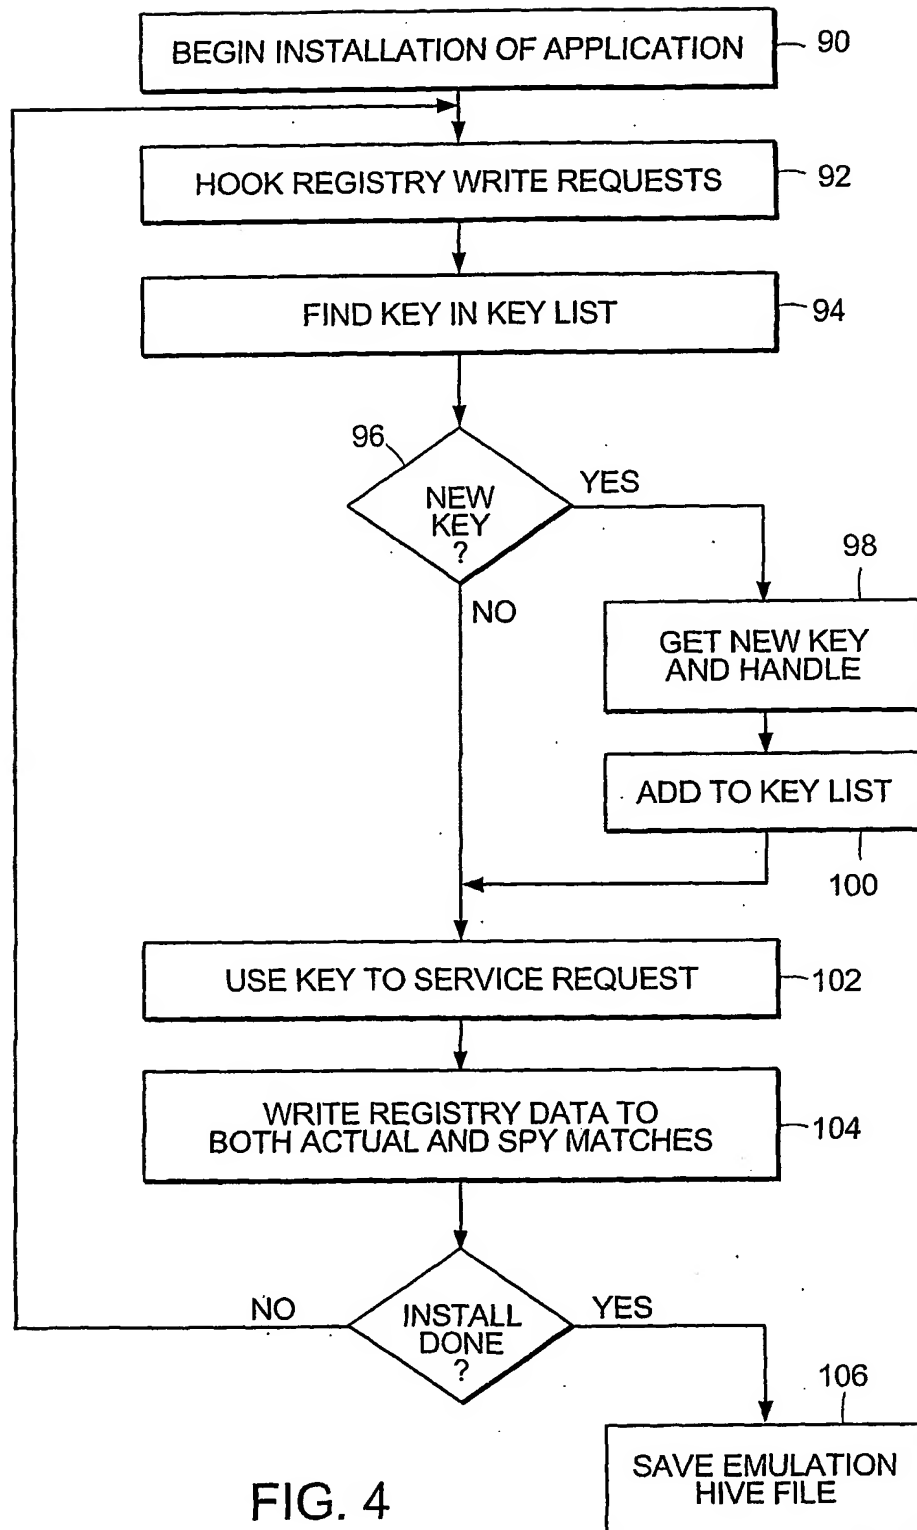 BEGIN INSTALLATION OF APPLICATION
90
HOOK REGISTRY WRITE REQUESTS
92
FIND KEY IN KEY LIST
94
96
NEW
KEY
?
YES
NO
98
GET NEW KEY
AND HANDLE
ADD TO KEY LIST
100
USE KEY TO SERVICE REQUEST
102
WRITE REGISTRY DATA TO
BOTH ACTUAL AND SPY MATCHES
104
NO
INSTALL
DONE
?
YES
106
SAVE EMULATION
HIVE FILE
FIG. 4